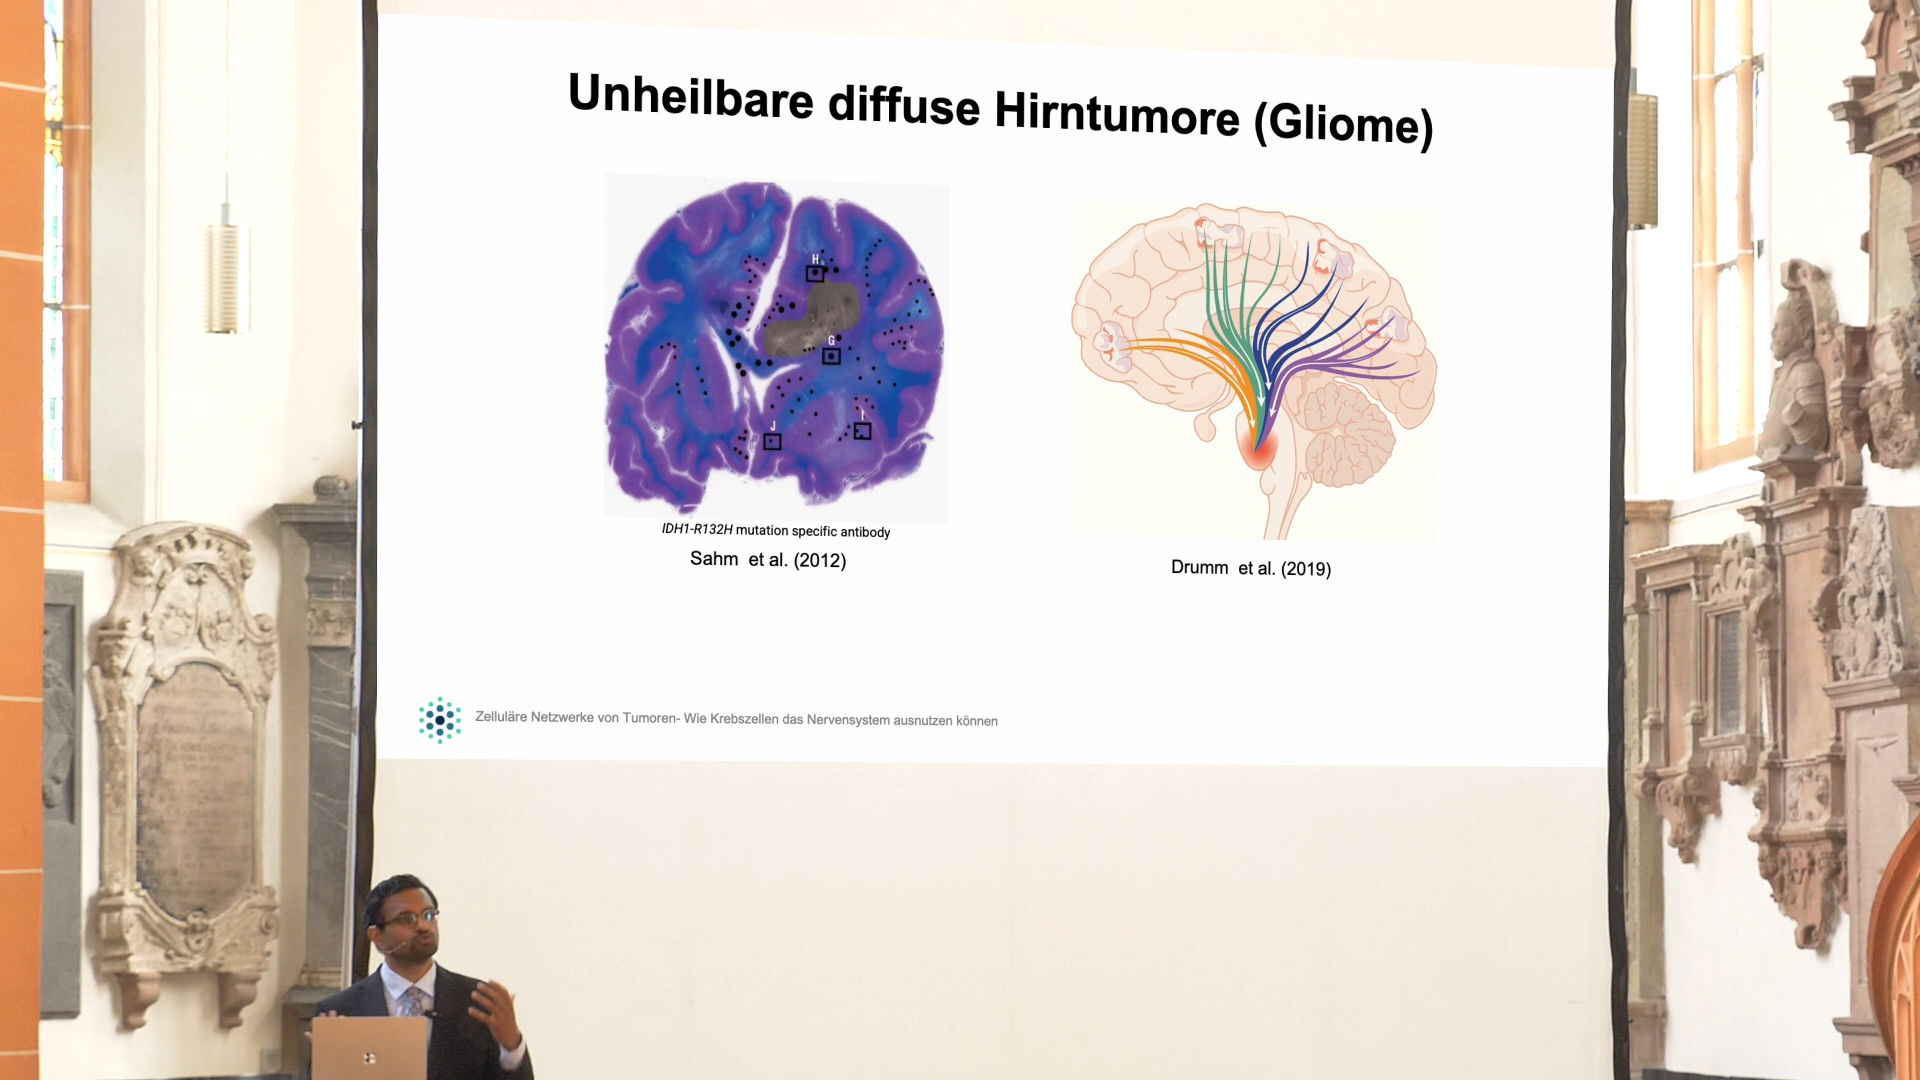 Unheilbare diffuse Hirntumore (Gliome)
H
G
I
J
IDH1-R132H mutation specific antibody
Sahm et al. (2012)
Drumm et al. (2019)
Zelluläre Netzwerke von Tumoren- Wie Krebszellen das Nervensystem ausnutzen können